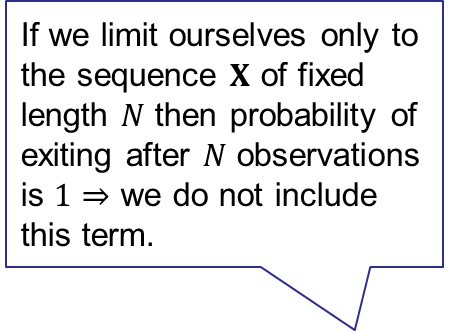 If we limit ourselves only to
the sequence 𝐗 of fixed
length 𝑁 then probability of
exiting after 𝑁 observations
is 1 ⇒ we do not include
this term.